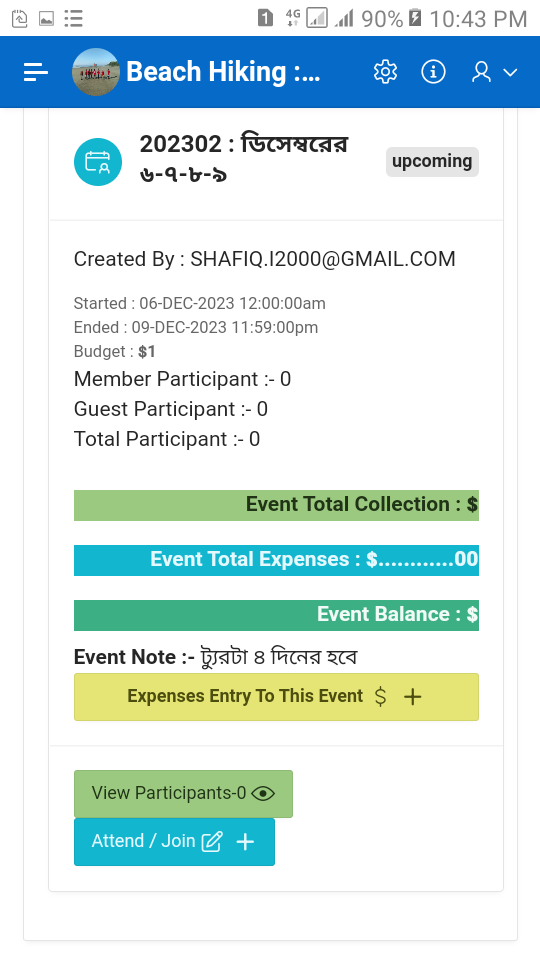 1 4G 90% 10:43 PM
Beach Hiking :...
202302 : ডিসেম্বরের
৬-৭-৮-৯
upcoming
Created By : SHAFIQ.I2000@GMAIL.COM
Started : 06-DEC-2023 12:00:00am
Ended : 09-DEC-2023 11:59:00pm
Budget : $1
Member Participant :- 0
Guest Participant :- 0
Total Participant :- 0
Event Total Collection : $
Event Total Expenses : $............00
Event Balance : $
Event Note :- ট্যুরটা ৪ দিনের হবে
Expenses Entry To This Event $ +
View Participants-0
Attend / Join +